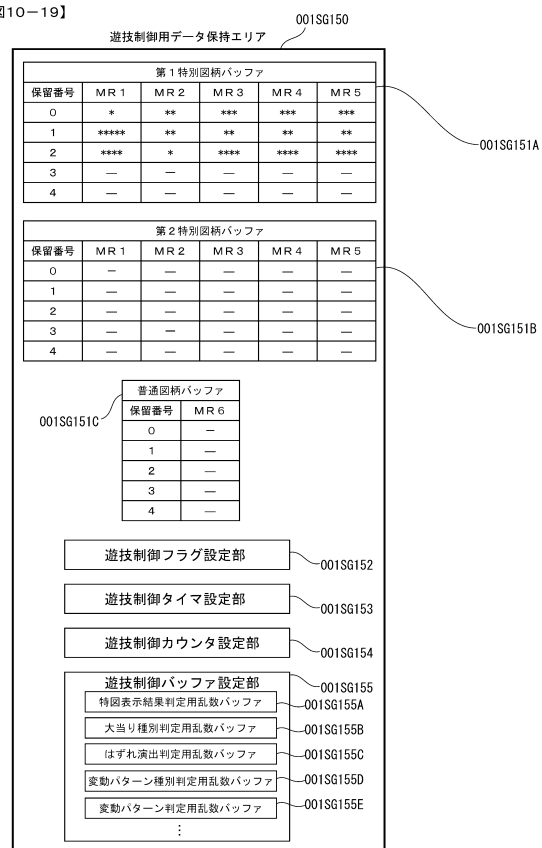 図10-19】
001SG150
遊技制御用データ保持エリア
第1特別図柄バッファ
保留番号 MR1 MR2 MR3 MR4 MR5
0 * ** *** *** ***
1 ***** ** ** ** **
2 **** * **** **** ****
3 — — — — —
4 — — — — —
001SG151A
第2特別図柄バッファ
保留番号 MR1 MR2 MR3 MR4 MR5
0 — — — — —
1 — — — — —
2 — — — — —
3 — — — — —
4 — — — — —
001SG151B
普通図柄バッファ
保留番号 MR6
0 —
1 —
2 —
3 —
4 —
001SG151C
遊技制御フラグ設定部
001SG152
遊技制御タイマ設定部
001SG153
遊技制御カウンタ設定部
001SG154
遊技制御バッファ設定部
001SG155
特図表示結果判定用乱数バッファ
001SG155A
大当り種別判定用乱数バッファ
001SG155B
はずれ演出判定用乱数バッファ
001SG155C
変動パターン種別判定用乱数バッファ
001SG155D
変動パターン判定用乱数バッファ
001SG155E
⋮